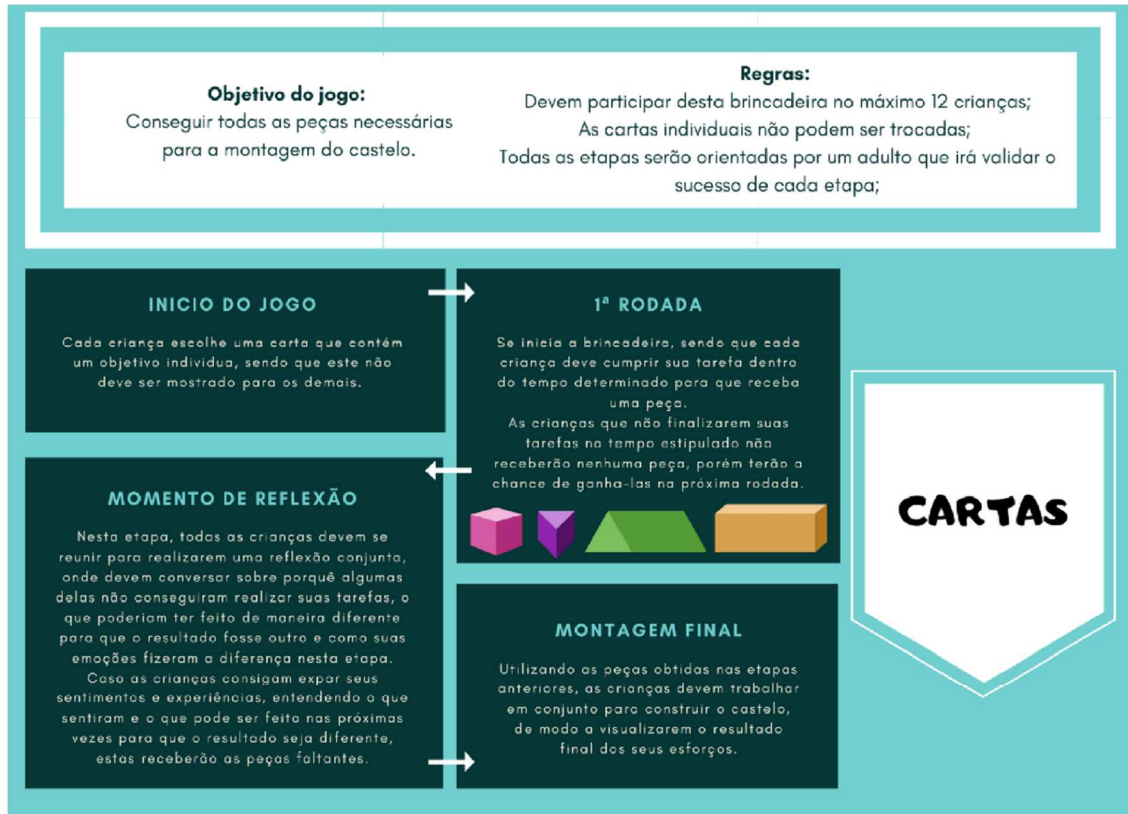 Objetivo do jogo:
Conseguir todas as peças necessárias
para a montagem do castelo.
Regras:
Devem participar desta brincadeira no máximo 12 crianças;
As cartas individuais não podem ser trocadas;
Todas as etapas serão orientadas por um adulto que irá validar o
sucesso de cada etapa;
INICIO DO JOGO
Cada criança escolhe uma carta que contém
um objetivo individua, sendo que este não
deve ser mostrado para os demais.
1ª RODADA
Se inicia a brincadeira, sendo que cada
criança deve cumprir sua tarefa dentro
do tempo determinado para que receba
uma peça.
As crianças que não finalizarem suas
tarefas no tempo estipulado não
receberão nenhuma peça, porém terão a
chance de ganha-las na próxima rodada.
MOMENTO DE REFLEXÃO
Nesta etapa, todas as crianças devem se
reunir para realizarem uma reflexão conjunta,
onde devem conversar sobre porquê algumas
delas não conseguiram realizar suas tarefas, o
que poderiam ter feito de maneira diferente
para que o resultado fosse outro e como suas
emoções fizeram a diferença nesta etapa.
Caso as crianças consigam expor seus
sentimentos e experiências, entendendo o que
sentiram e o que pode ser feito nas próximas
vezes para que o resultado seja diferente,
estas receberão as peças faltantes.
MONTAGEM FINAL
Utilizando as peças obtidas nas etapas
anteriores, as crianças devem trabalhar
em conjunto para construir o castelo,
de modo a visualizarem o resultado
final dos seus esforços.
CARTAS